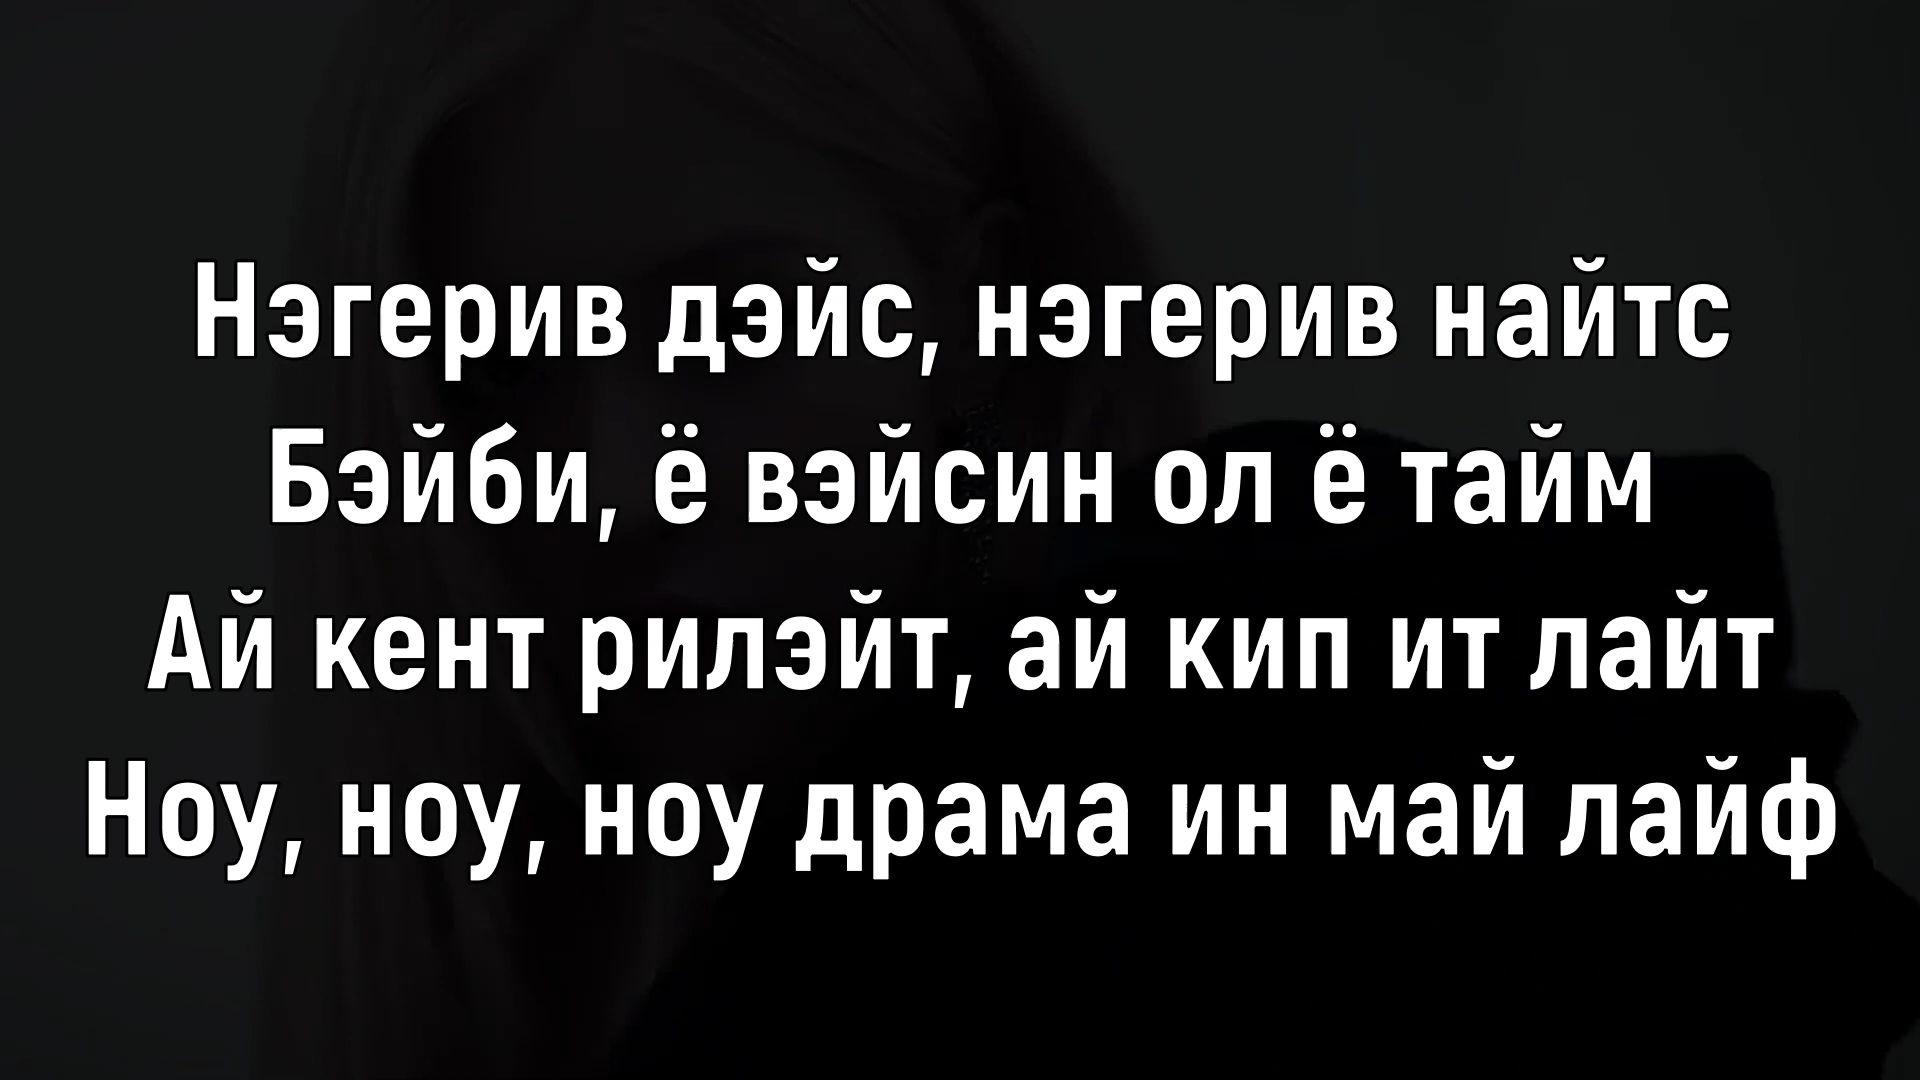 Нэгерив дэйс, нэгерив найтс
Бэйби, ё вэйсин ол ё тайм
Ай кент рилэйт, ай кип ит лайт
Ноу, ноу, ноу драма ин май лайф